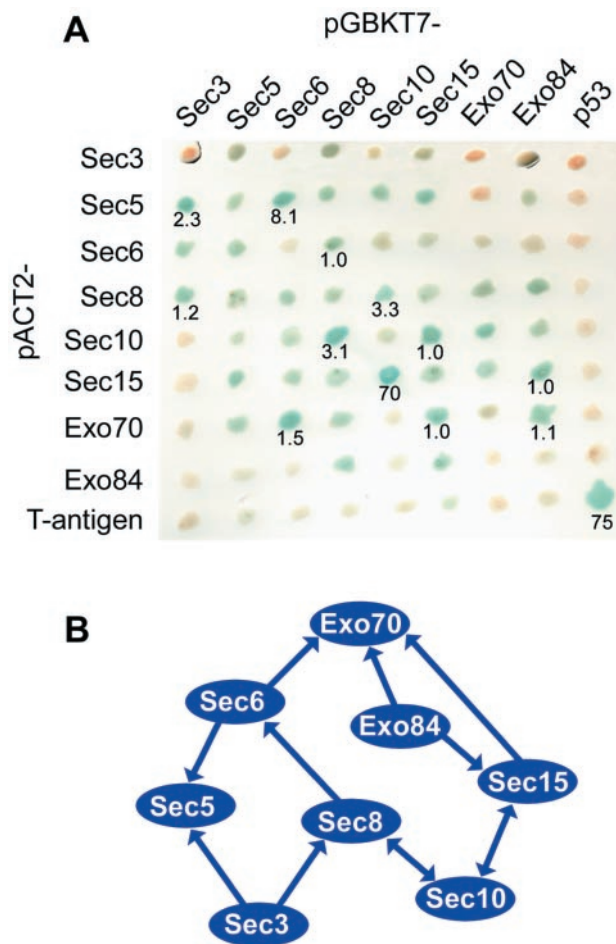 A
pGBKT7-
Sec3 Sec5 Sec6 Sec8 Sec10 Sec15 Exo70 Exo84 p53
pACT2-
Sec3
Sec5
2.3 8.1
Sec6
1.0
Sec8
1.2 3.3
Sec10
3.1 1.0
Sec15
70 1.0
Exo70
1.5 1.0 1.1
Exo84
T-antigen
75
B
Exo70
Sec6
Exo84
Sec15
Sec5
Sec8
Sec10
Sec3